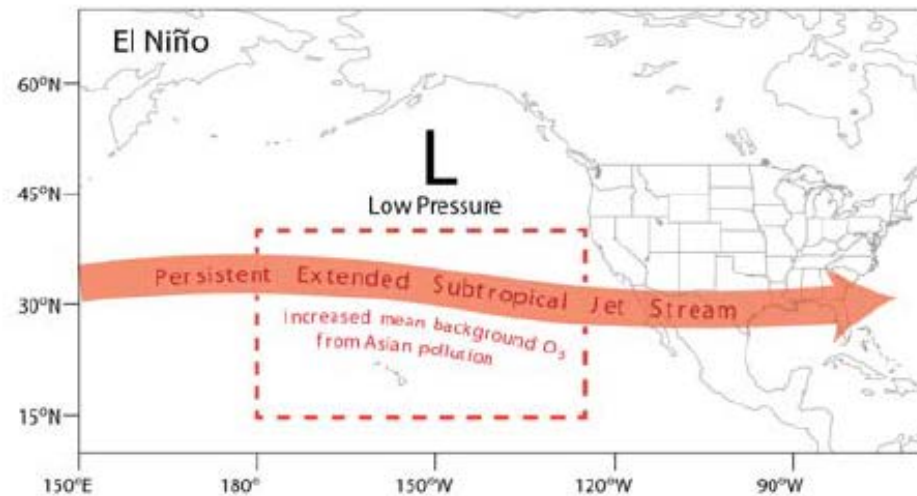 El Niño
60°N
L
45°N
Low Pressure
Persistent Extended Subtropical Jet Stream
30°N
Increased mean background O₃
from Asian pollution
15°N
150°E 180° 150°W 120°W 90°W